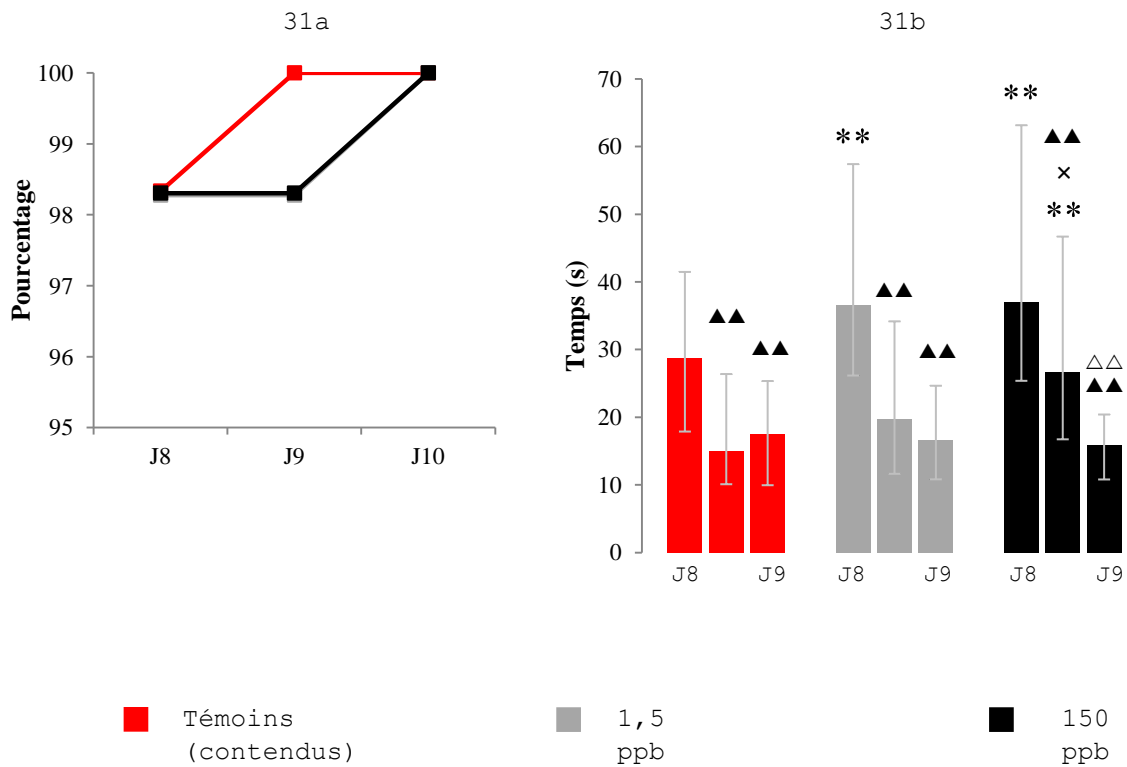 31a
31b
Pourcentage
100
99
98
97
96
95
J8
J9
J10
Temps (s)
70
60
50
40
30
20
10
0
**
**
▲▲
×
**
▲▲
▲▲
▲▲
▲▲
△△
▲▲
J8
J9
J8
J9
J8
J9
Témoins
(contendus)
1,5
ppb
150
ppb